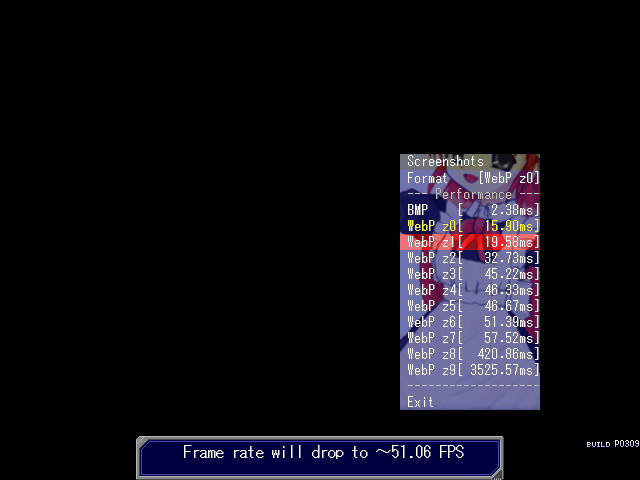 Screenshots
Format [WebP z0]
--- Performance ---
BMP [ 2.38ms]
WebP z0[ 15.90ms]
WebP z1[ 19.58ms]
WebP z2[ 32.73ms]
WebP z3[ 45.22ms]
WebP z4[ 46.33ms]
WebP z5[ 46.67ms]
WebP z6[ 51.39ms]
WebP z7[ 57.52ms]
WebP z8[ 420.86ms]
WebP z9[ 3525.57ms]
-------------------
Exit
BUILD P0309
Frame rate will drop to ～51.06 FPS